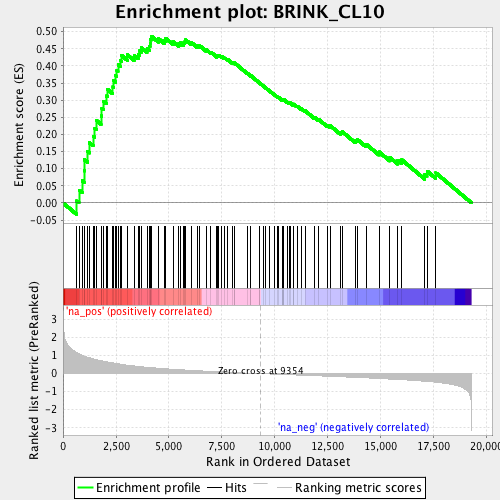 Enrichment plot: BRINK_CL10
Enrichment score (ES)
0.50
0.45
0.40
0.35
0.30
0.25
0.20
0.15
0.10
0.05
0.00
-0.05
'na_pos' (positively correlated)
Ranked list metric (PreRanked)
3
2
1
0
-1
-2
-3
Zero cross at 9354
'na_neg' (negatively correlated)
0
2,500
5,000
7,500
10,000
12,500
15,000
17,500
20,000
Rank in Ordered Dataset
Enrichment profile
Hits
Ranking metric scores